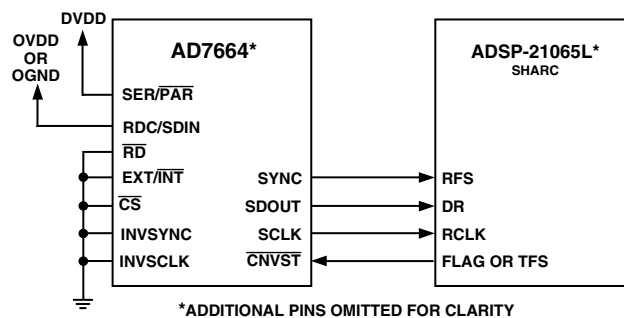 DVDD
OVDD
OR
OGND
AD7664*
SER/PAR
RDC/SDIN
RD
EXT/INT
CS
INVSYNC
INVSCLK
SYNC
SDOUT
SCLK
CNVST
ADSP-21065L*
SHARC
RFS
DR
RCLK
FLAG OR TFS
*ADDITIONAL PINS OMITTED FOR CLARITY